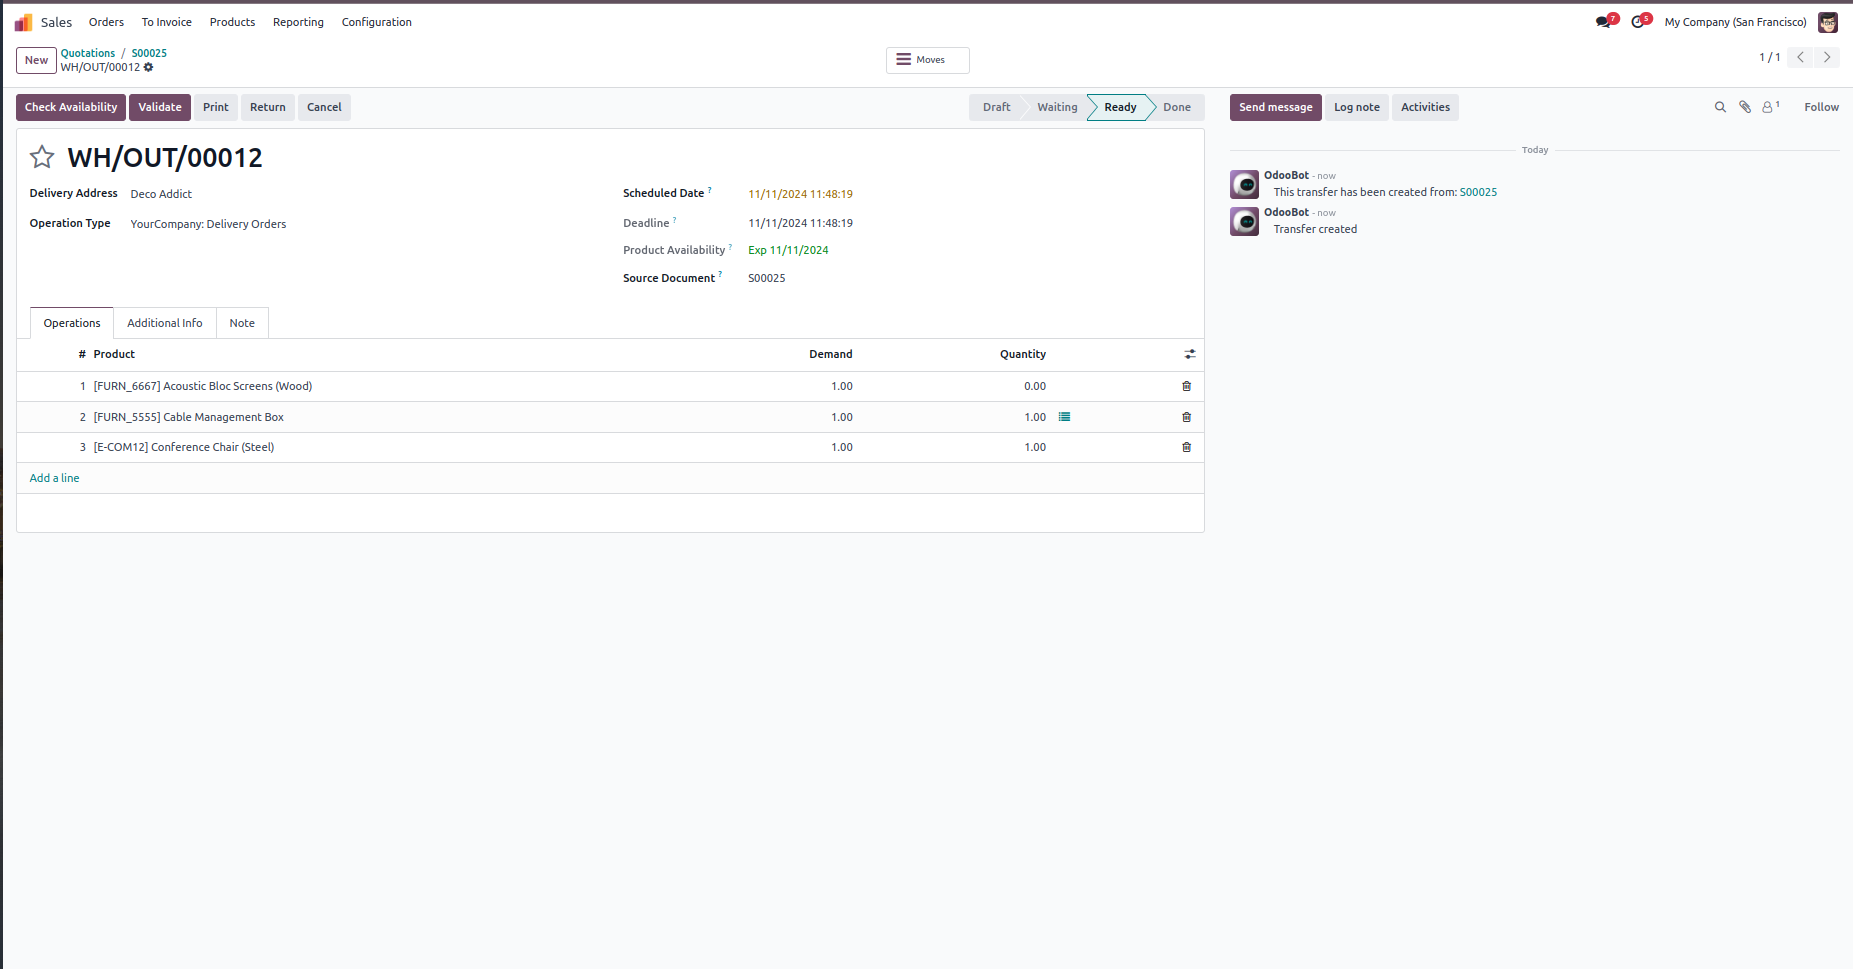 Sales Orders To Invoice Products Reporting Configuration 7 5 My Company (San Francisco)
New Quotations / S00025 Moves 1 / 1
WH/OUT/00012
Check Availability Validate Print Return Cancel Draft Waiting Ready Done Send message Log note Activities 1 Follow
WH/OUT/00012
Delivery Address Deco Addict
Operation Type YourCompany: Delivery Orders
Scheduled Date ? 11/11/2024 11:48:19
Deadline ? 11/11/2024 11:48:19
Product Availability ? Exp 11/11/2024
Source Document ? S00025
Operations Additional Info Note
# Product Demand Quantity
1 [FURN_6667] Acoustic Bloc Screens (Wood) 1.00 0.00
2 [FURN_5555] Cable Management Box 1.00 1.00
3 [E-COM12] Conference Chair (Steel) 1.00 1.00
Add a line
Today
OdooBot - now
This transfer has been created from: S00025
OdooBot - now
Transfer created